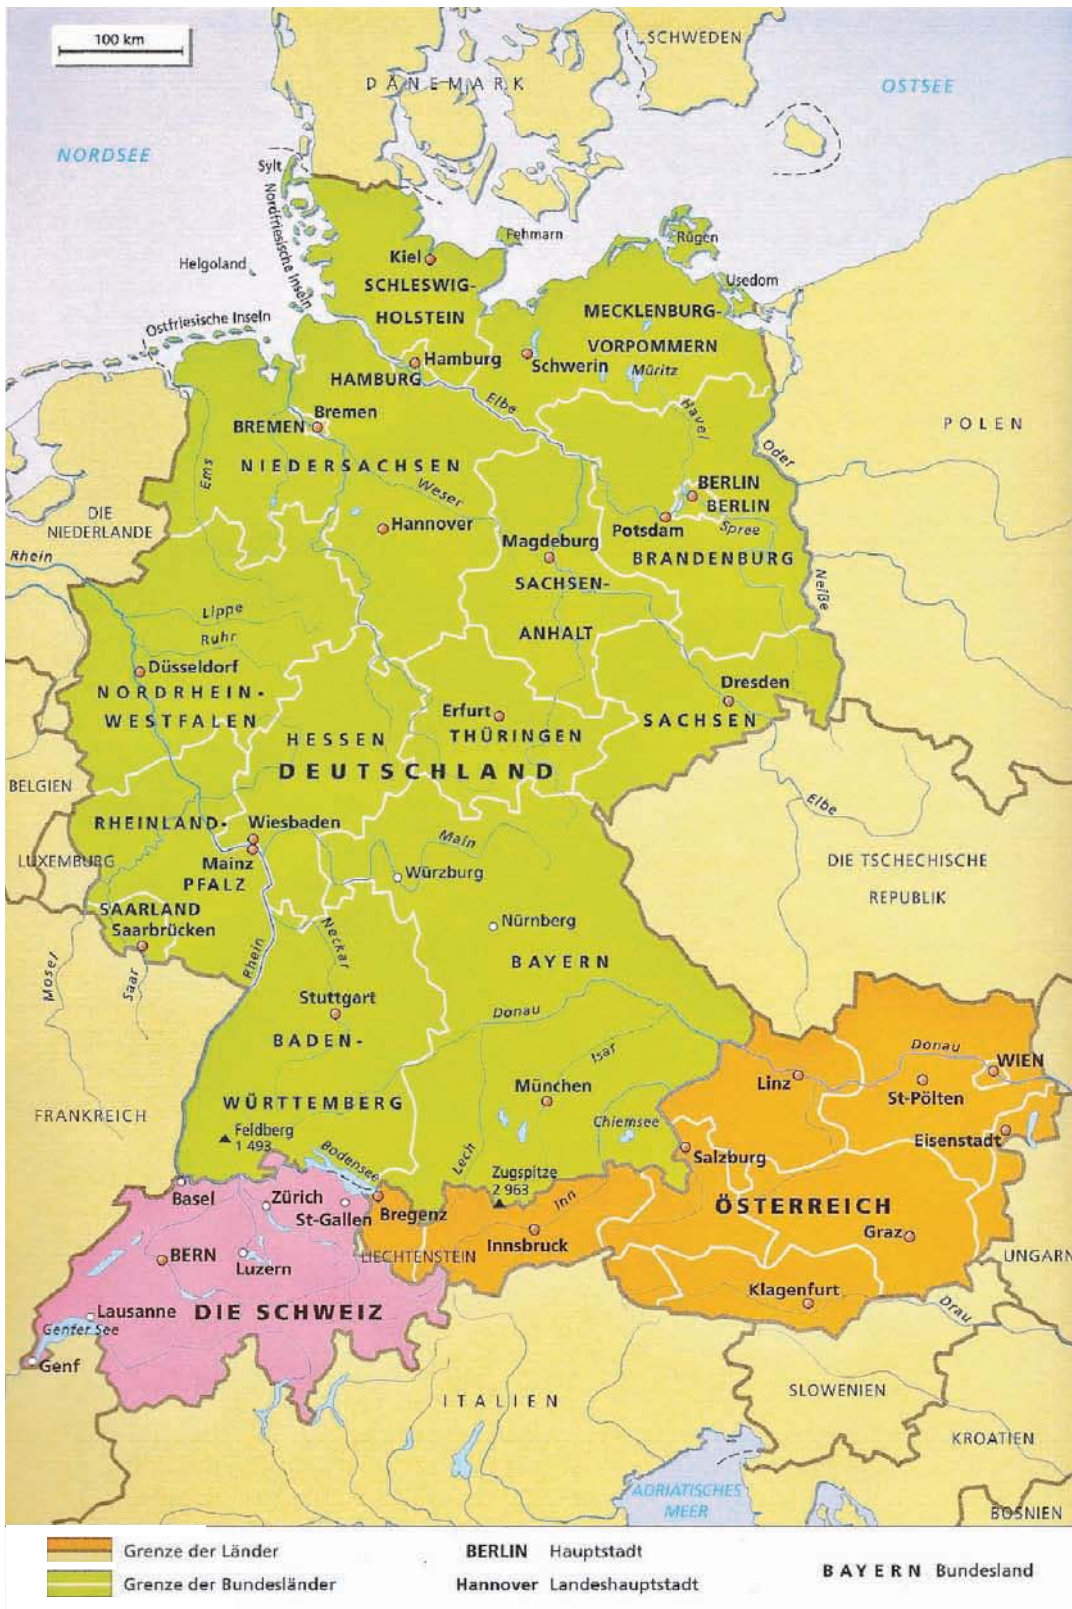 100 km
SCHWEDEN
DÄNEMARK
OSTSEE
NORDSEE
Sylt
Nordfriesische Inseln
Fehmarn
Rügen
Helgoland
Kiel
Usedom
SCHLESWIG-
HOLSTEIN
MECKLENBURG-
VORPOMMERN
Ostfriesische Inseln
Hamburg
HAMBURG
Schwerin
Müritz
Elbe
Havel
Bremen
BREMEN
POLEN
Oder
NIEDERSACHSEN
Ems
Weser
BERLIN
BERLIN
DIE
NIEDERLANDE
Hannover
Potsdam
Spree
Magdeburg
BRANDENBURG
Rhein
SACHSEN-
ANHALT
Neiße
Lippe
Ruhr
Düsseldorf
NORDRHEIN-
WESTFALEN
Dresden
SACHSEN
Erfurt
THÜRINGEN
HESSEN
DEUTSCHLAND
BELGIEN
Elbe
RHEINLAND-
PFALZ
Wiesbaden
Mainz
Main
LUXEMBURG
Würzburg
DIE TSCHECHISCHE
REPUBLIK
SAARLAND
Saarbrücken
Nürnberg
Neckar
Rhein
BAYERN
Mosel
Saar
Stuttgart
BADEN-
WÜRTTEMBERG
Donau
Isar
Donau
WIEN
Linz
St-Pölten
München
FRANKREICH
Feldberg
1 493
Chiemsee
Eisenstadt
Bodensee
Lech
Salzburg
Zugspitze
2 963
Basel
Zürich
St-Gallen
Bregenz
Inn
ÖSTERREICH
Innsbruck
Graz
LIECHTENSTEIN
UNGARN
BERN
Luzern
Klagenfurt
Drau
Lausanne
DIE SCHWEIZ
Genfer See
Genf
ITALIEN
SLOWENIEN
KROATIEN
ADRIATISCHES
MEER
BOSNIEN
Grenze der Länder
BERLIN Hauptstadt
BAYERN Bundesland
Grenze der Bundesländer
Hannover Landeshauptstadt